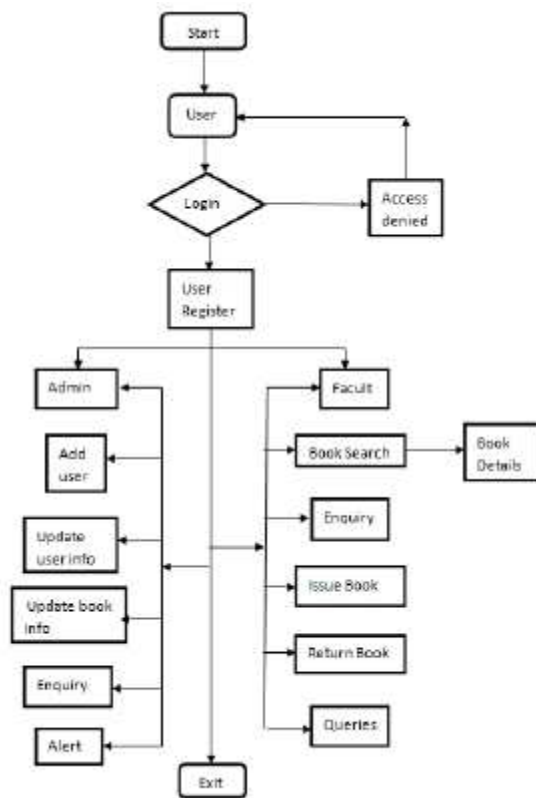 Start
User
Login
Access
denied
User
Register
Admin
Facult
Add
user
Book Search
Book
Details
Update
user info
Enquiry
Update book
info
Issue Book
Enquiry
Return Book
Alert
Queries
Exit